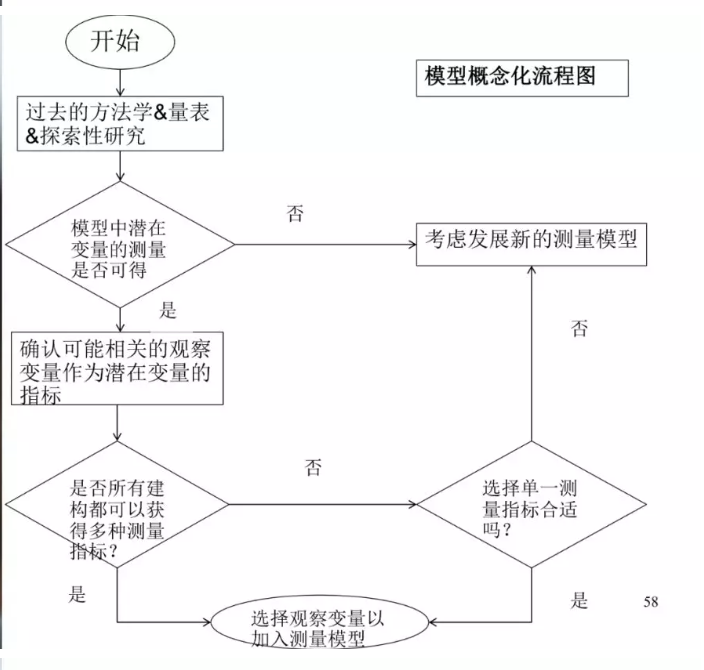 开始
模型概念化流程图
过去的方法学&量表
&探索性研究
模型中潜在
变量的测量
是否可得
否
考虑发展新的测量模型
是
确认可能相关的观察
变量作为潜在变量的
指标
否
是否所有建
构都可以获
得多种测量
指标？
否
选择单一测
量指标合适
吗？
是
选择观察变量以
加入测量模型
是
58